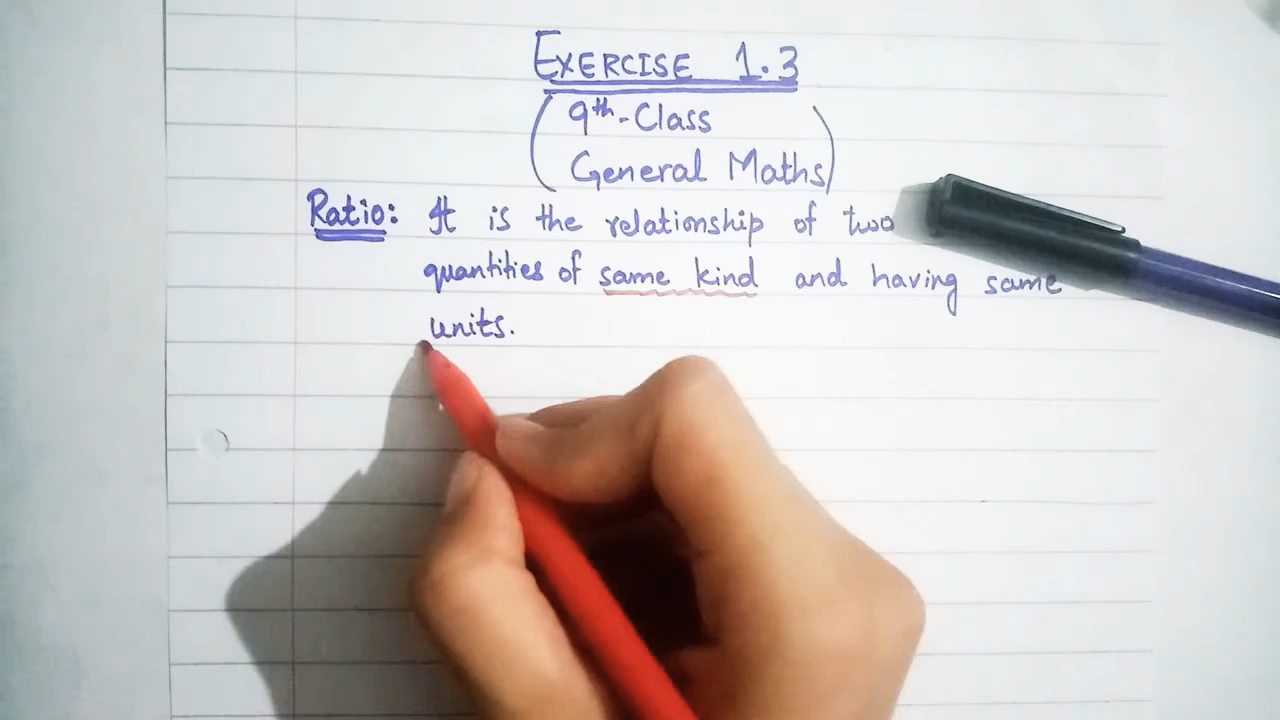 EXERCISE 1.3
(9th-Class
General Maths)
Ratio: It is the relationship of two
quantities of same kind and having same
units.